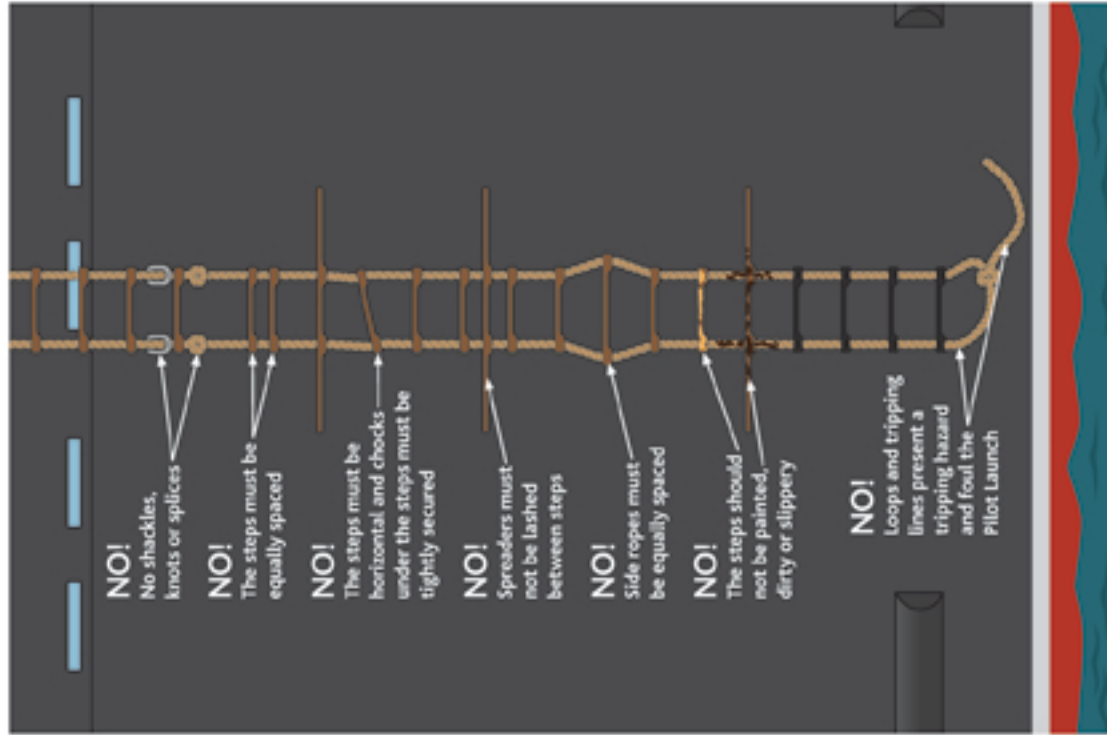 NO!
No shackles,
knots or splices
NO!
The steps must be
equally spaced
NO!
The steps must be
horizontal and chocks
under the steps must be
tightly secured
NO!
Spreaders must
not be lashed
between steps
NO!
Side ropes must
be equally spaced
NO!
The steps should
not be painted,
dirty or slippery
NO!
Loops and tripping
lines present a
tripping hazard
and foul the
Pilot Launch